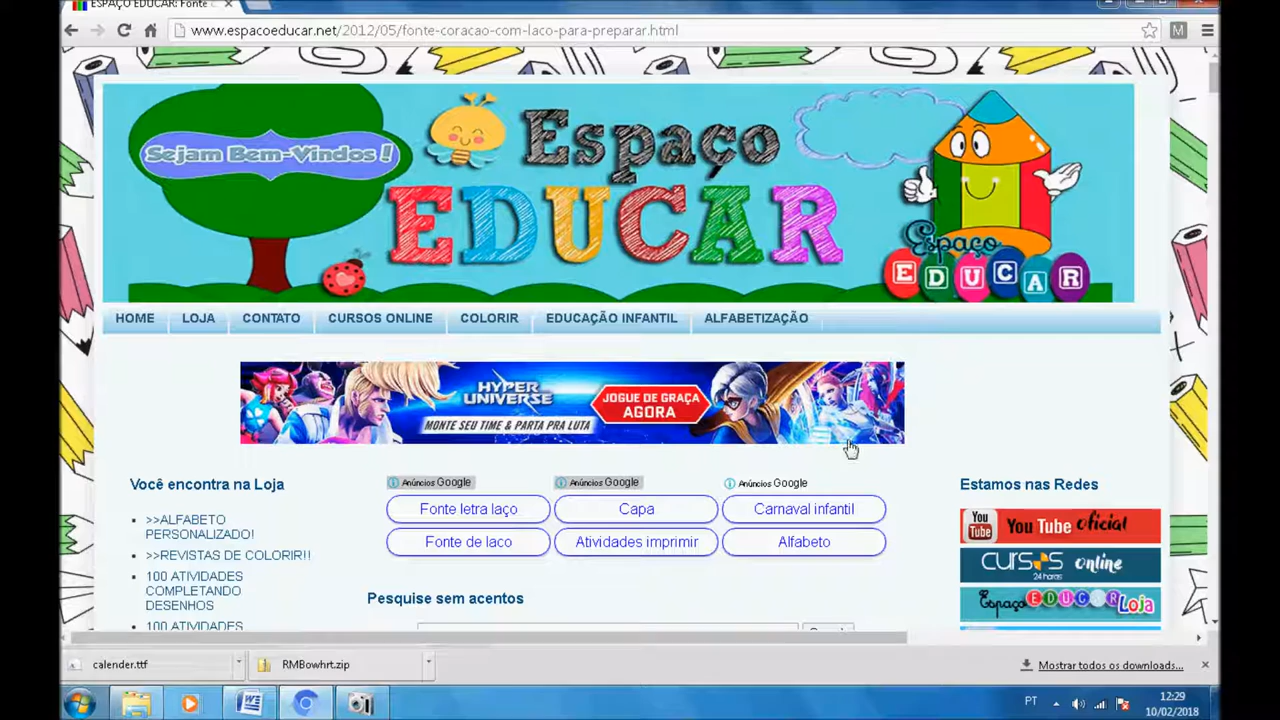 ESPAÇO EDUCAR: Fonte C
www.espacoeducar.net/2012/05/fonte-coracao-com-laco-para-preparar.html
M
Sejam Bem-Vindos !
Espaço
EDUCAR
Espaço
EDUCAR
HOME
LOJA
CONTATO
CURSOS ONLINE
COLORIR
EDUCAÇÃO INFANTIL
ALFABETIZAÇÃO
HYPER
UNIVERSE
MONTE SEU TIME & PARTA PRA LUTA
JOGUE DE GRAÇA
AGORA
Você encontra na Loja
>>ALFABETO
PERSONALIZADO!
>>REVISTAS DE COLORIR!!
100 ATIVIDADES
COMPLETANDO
DESENHOS
100 ATIVIDADES
Anúncios Google
Anúncios Google
Anúncios Google
Fonte letra laço
Capa
Carnaval infantil
Fonte de laco
Atividades imprimir
Alfabeto
Pesquise sem acentos
Estamos nas Redes
You Tube
You Tube oficial
CURSOS online
24 horas
Espaço EDUCAR Loja
calender.ttf
RMBowhrt.zip
Mostrar todos os downloads...
PT
12:29
10/02/2018